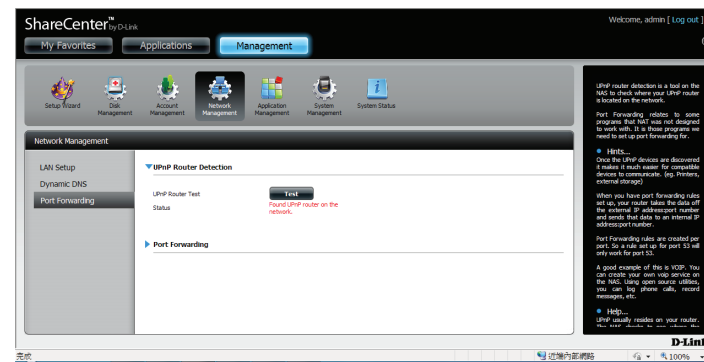 ShareCenter™ by D-Link
Welcome, admin [ Log out ]
My Favorites
Applications
Management
Setup Wizard
Disk Management
Account Management
Network Management
Application Management
System Management
System Status
Network Management
LAN Setup
Dynamic DNS
Port Forwarding
UPnP Router Detection
UPnP Router Test
Test
Status
Found UPnP router on the
network.
Port Forwarding
UPnP router detection is a tool on the
NAS to check where your UPnP router
is located on the network.
Port Forwarding relates to some
programs that NAT was not designed
to work with. It is those programs we
need to set up port forwarding for.
Hints...
Once the UPnP devices are discovered
it makes it much easier for compatible
devices to communicate. (eg. Printers,
external storage)
When you have port forwarding rules
set up, your router takes the data off
the external IP address:port number
and sends that data to an internal IP
address:port number.
Port Forwarding rules are created per
port. So a rule set up for port 53 will
only work for port 53.
A good example of this is VOIP. You
can create your own voip service on
the NAS. Using open source utilities,
you can log phone calls, record
messages, etc.
Help...
UPnP usually resides on your router.
D-Lin
完成
近端內部網路
100%